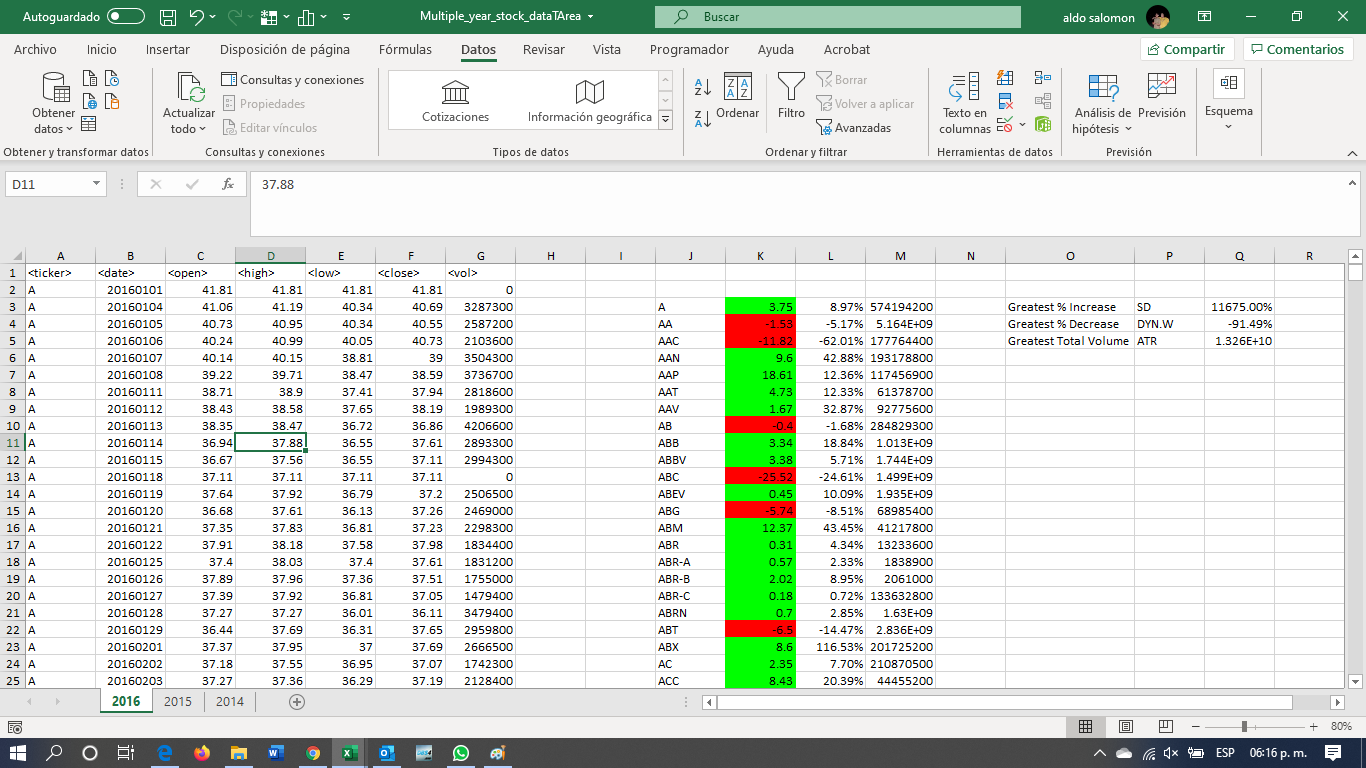 Autoguardado Multiple_year_stock_dataTArea Buscar aldo salomon
Archivo Inicio Insertar Disposición de página Fórmulas Datos Revisar Vista Programador Ayuda Acrobat Compartir Comentarios
Obtener datos
Obtener y transformar datos
Actualizar todo
Consultas y conexiones
Propiedades
Editar vínculos
Consultas y conexiones
Cotizaciones Información geográfica
Tipos de datos
Ordenar
Filtro
Borrar
Volver a aplicar
Avanzadas
Ordenar y filtrar
Texto en columnas
Herramientas de datos
Análisis de hipótesis
Previsión
Previsión
Esquema
D11 fx 37.88
A B C D E F G H I J K L M N O P Q R
1 <ticker> <date> <open> <high> <low> <close> <vol>
2 A 20160101 41.81 41.81 41.81 41.81 0
3 A 20160104 41.06 41.19 40.34 40.69 3287300 A 3.75 8.97% 574194200 Greatest % Increase SD 11675.00%
4 A 20160105 40.73 40.95 40.34 40.55 2587200 AA -1.53 -5.17% 5.164E+09 Greatest % Decrease DYN.W -91.49%
5 A 20160106 40.24 40.99 40.05 40.73 2103600 AAC -11.82 -62.01% 177764400 Greatest Total Volume ATR 1.326E+10
6 A 20160107 40.14 40.15 38.81 39 3504300 AAN 9.6 42.88% 193178800
7 A 20160108 39.22 39.71 38.47 38.59 3736700 AAP 18.61 12.36% 117456900
8 A 20160111 38.71 38.9 37.41 37.94 2818600 AAT 4.73 12.33% 61378700
9 A 20160112 38.43 38.58 37.65 38.19 1989300 AAV 1.67 32.87% 92775600
10 A 20160113 38.35 38.47 36.72 36.86 4206600 AB -0.4 -1.68% 284829300
11 A 20160114 36.94 37.88 36.55 37.61 2893300 ABB 3.34 18.84% 1.013E+09
12 A 20160115 36.67 37.56 36.55 37.11 2994300 ABBV 3.38 5.71% 1.744E+09
13 A 20160118 37.11 37.11 37.11 37.11 0 ABC -25.52 -24.61% 1.499E+09
14 A 20160119 37.64 37.92 36.79 37.2 2506500 ABEV 0.45 10.09% 1.935E+09
15 A 20160120 36.68 37.61 36.13 37.26 2469000 ABG -5.74 -8.51% 68985400
16 A 20160121 37.35 37.83 36.81 37.23 2298300 ABM 12.37 43.45% 41217800
17 A 20160122 37.91 38.18 37.58 37.98 1834400 ABR 0.31 4.34% 13233600
18 A 20160125 37.4 38.03 37.4 37.61 1831200 ABR-A 0.57 2.33% 1838900
19 A 20160126 37.89 37.96 37.36 37.51 1755000 ABR-B 2.02 8.95% 2061000
20 A 20160127 37.39 37.92 36.81 37.05 1479400 ABR-C 0.18 0.72% 133632800
21 A 20160128 37.27 37.27 36.01 36.11 3479400 ABRN 0.7 2.85% 1.63E+09
22 A 20160129 36.44 37.69 36.31 37.65 2959800 ABT -6.5 -14.47% 2.836E+09
23 A 20160201 37.37 37.95 37 37.69 2666500 ABX 8.6 116.53% 201725200
24 A 20160202 37.18 37.55 36.95 37.07 1742300 AC 2.35 7.70% 210870500
25 A 20160203 37.27 37.36 36.29 37.19 2128400 ACC 8.43 20.39% 44455200
2016 2015 2014
80%
ESP 06:16 p. m.